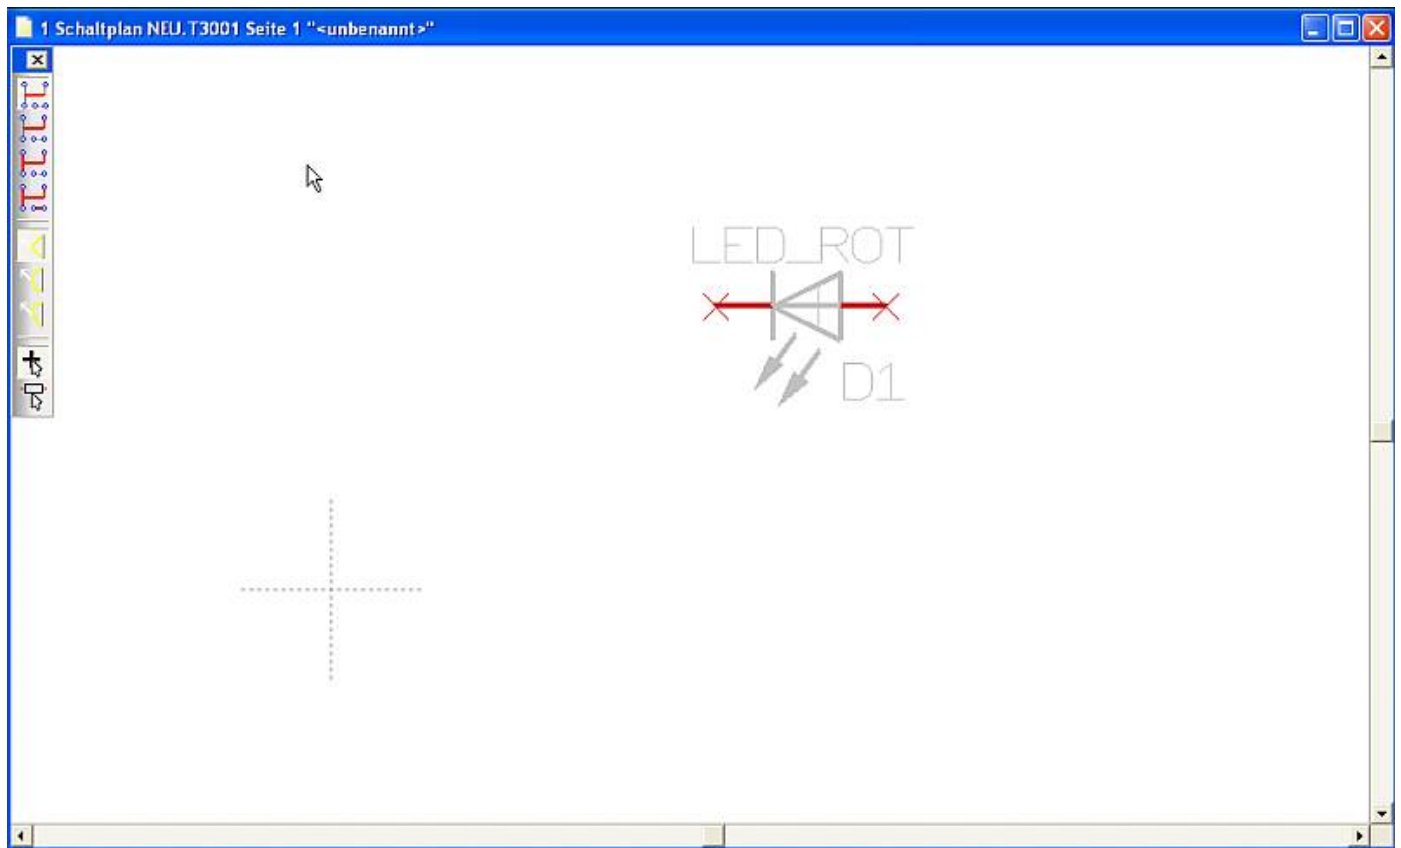 1 Schaltplan NEU.T3001 Seite 1 "<unbenannt>"
LED_ROT
D1